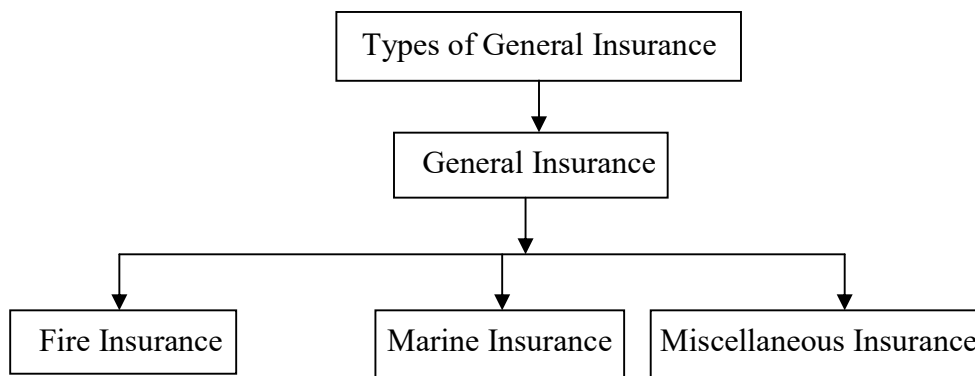 Types of General Insurance
General Insurance
Fire Insurance
Marine Insurance
Miscellaneous Insurance